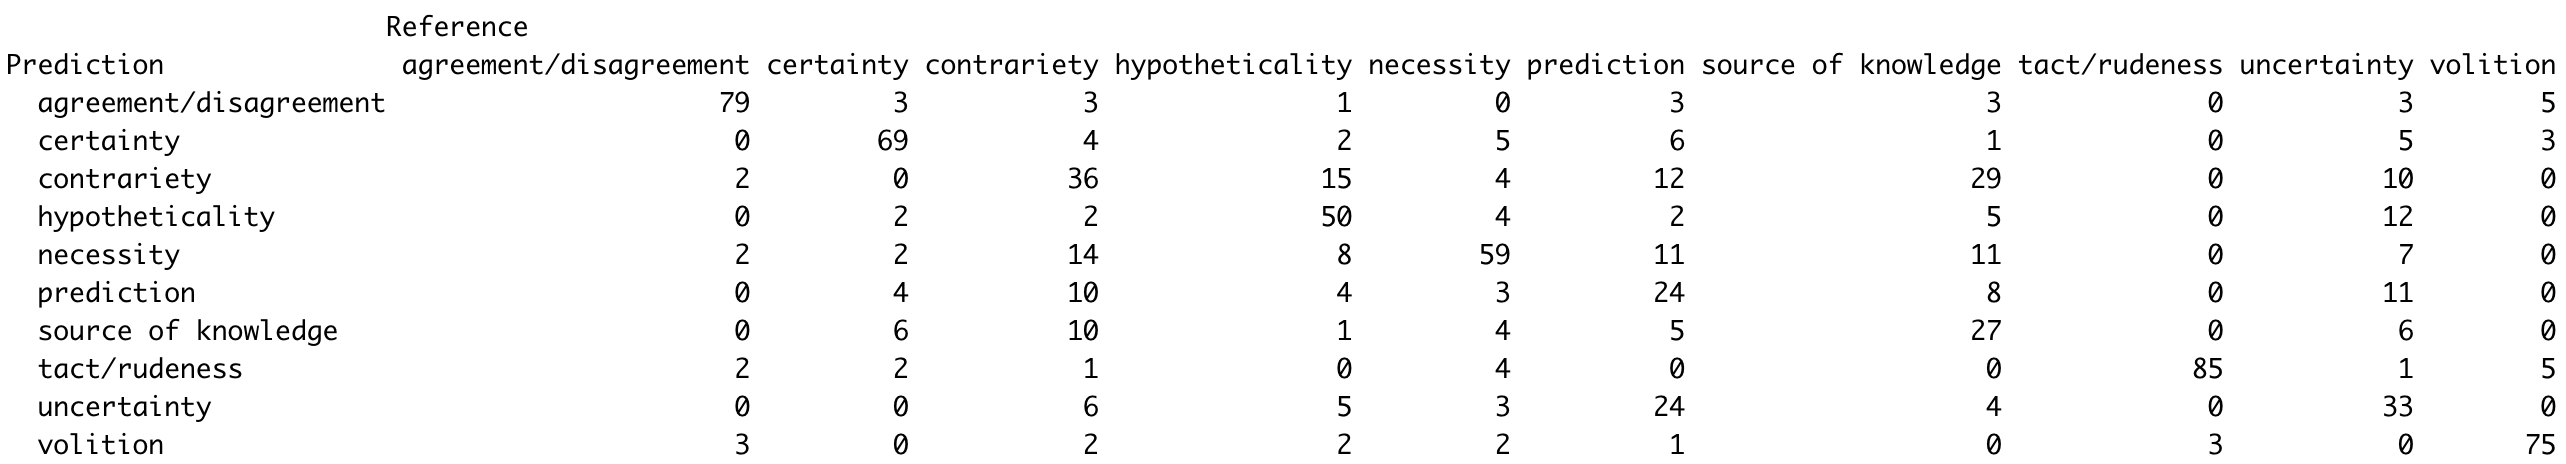 Reference
Prediction agreement/disagreement certainty contrariety hypotheticality necessity prediction source of knowledge tact/rudeness uncertainty volition
agreement/disagreement 79 3 3 1 0 3 3 0 3 5
certainty 0 69 4 2 5 6 1 0 5 3
contrariety 2 0 36 15 4 12 29 0 10 0
hypotheticality 0 2 2 50 4 2 5 0 12 0
necessity 2 2 14 8 59 11 11 0 7 0
prediction 0 4 10 4 3 24 8 0 11 0
source of knowledge 0 6 10 1 4 5 27 0 6 0
tact/rudeness 2 2 1 0 4 0 0 85 1 5
uncertainty 0 0 6 5 3 24 4 0 33 0
volition 3 0 2 2 2 1 0 3 0 75